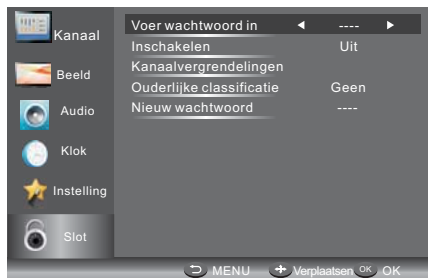 Kanaal
Beeld
Audio
Klok
Instelling
Slot
Voer wachtwoord in ----
Inschakelen Uit
Kanaalvergrendelingen
Ouderlijke classificatie Geen
Nieuw wachtwoord ----
MENU Verplaatsen OK OK